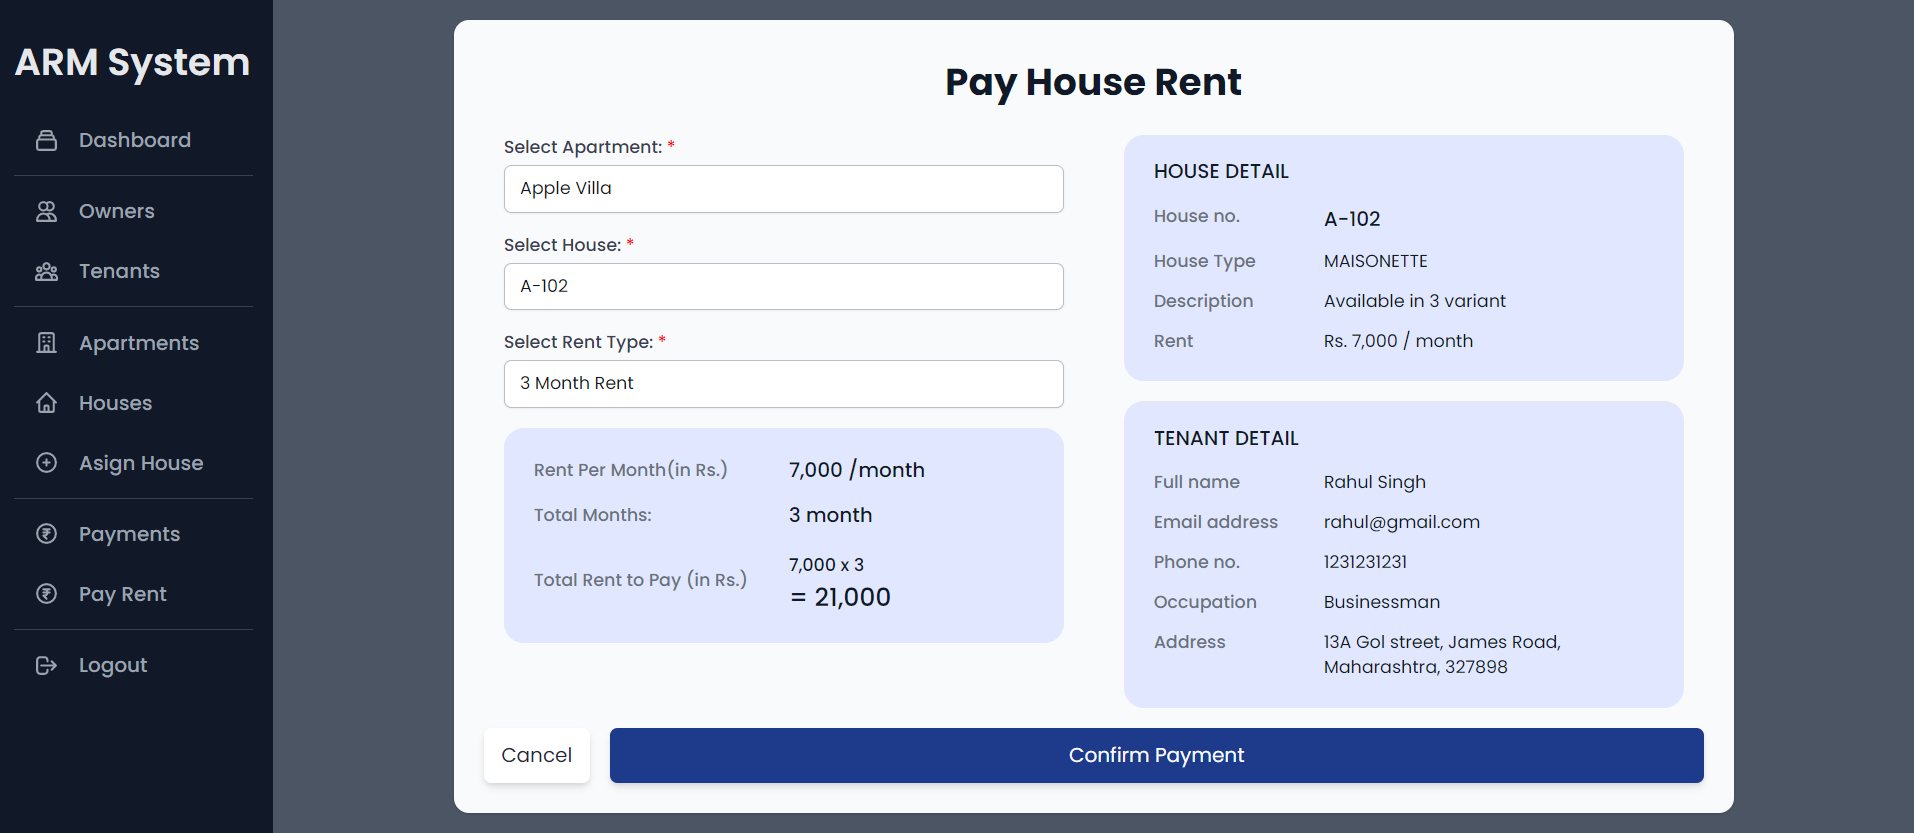 ARM System
Dashboard
Owners
Tenants
Apartments
Houses
Asign House
Payments
Pay Rent
Logout
Pay House Rent
Select Apartment: *
Apple Villa
Select House: *
A-102
Select Rent Type: *
3 Month Rent
Rent Per Month(in Rs.) 7,000 /month
Total Months: 3 month
Total Rent to Pay (in Rs.) 7,000 x 3
= 21,000
HOUSE DETAIL
House no. A-102
House Type MAISONETTE
Description Available in 3 variant
Rent Rs. 7,000 / month
TENANT DETAIL
Full name Rahul Singh
Email address rahul@gmail.com
Phone no. 1231231231
Occupation Businessman
Address 13A Gol street, James Road,
Maharashtra, 327898
Cancel
Confirm Payment